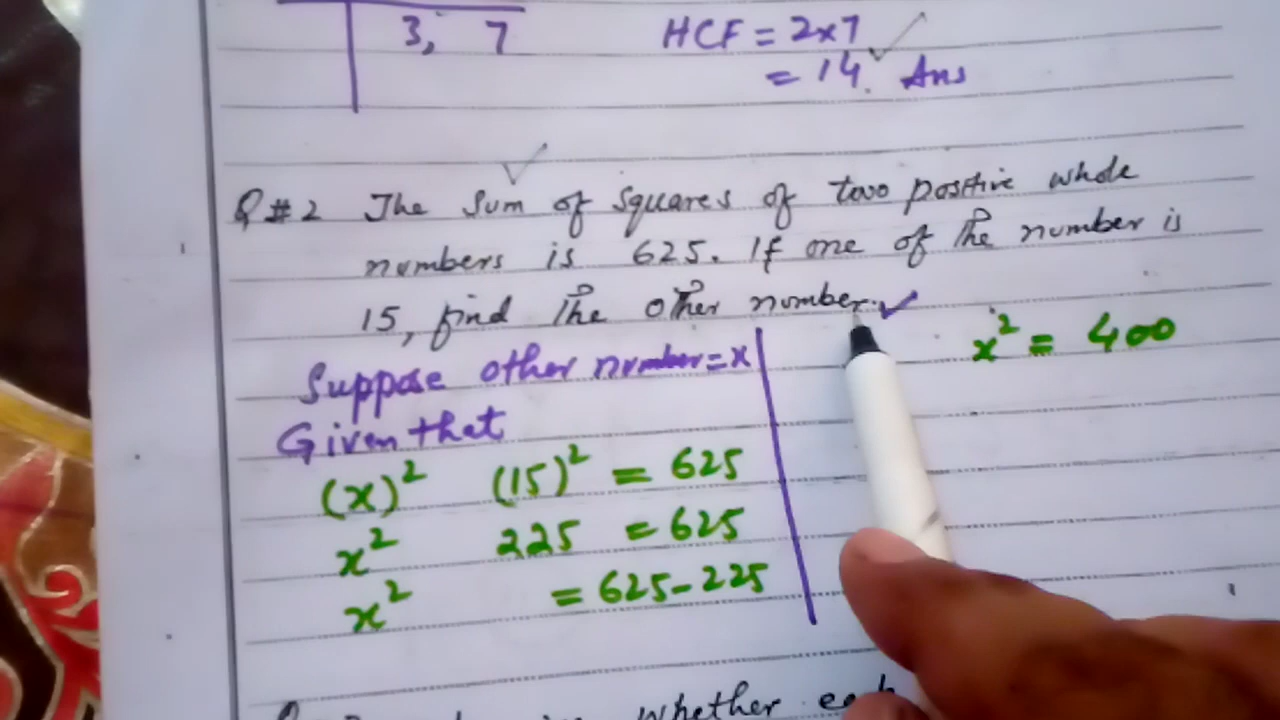 3, 7
HCF = 2x7
= 14. Ans
Q # 2 The Sum of Squares of two positive whole
numbers is 625. If one of the number is
15, find the other number.
Suppose other number = x
Given that
(x)² (15)² = 625
x² 225 = 625
x² = 625-225
x² = 400
whether each